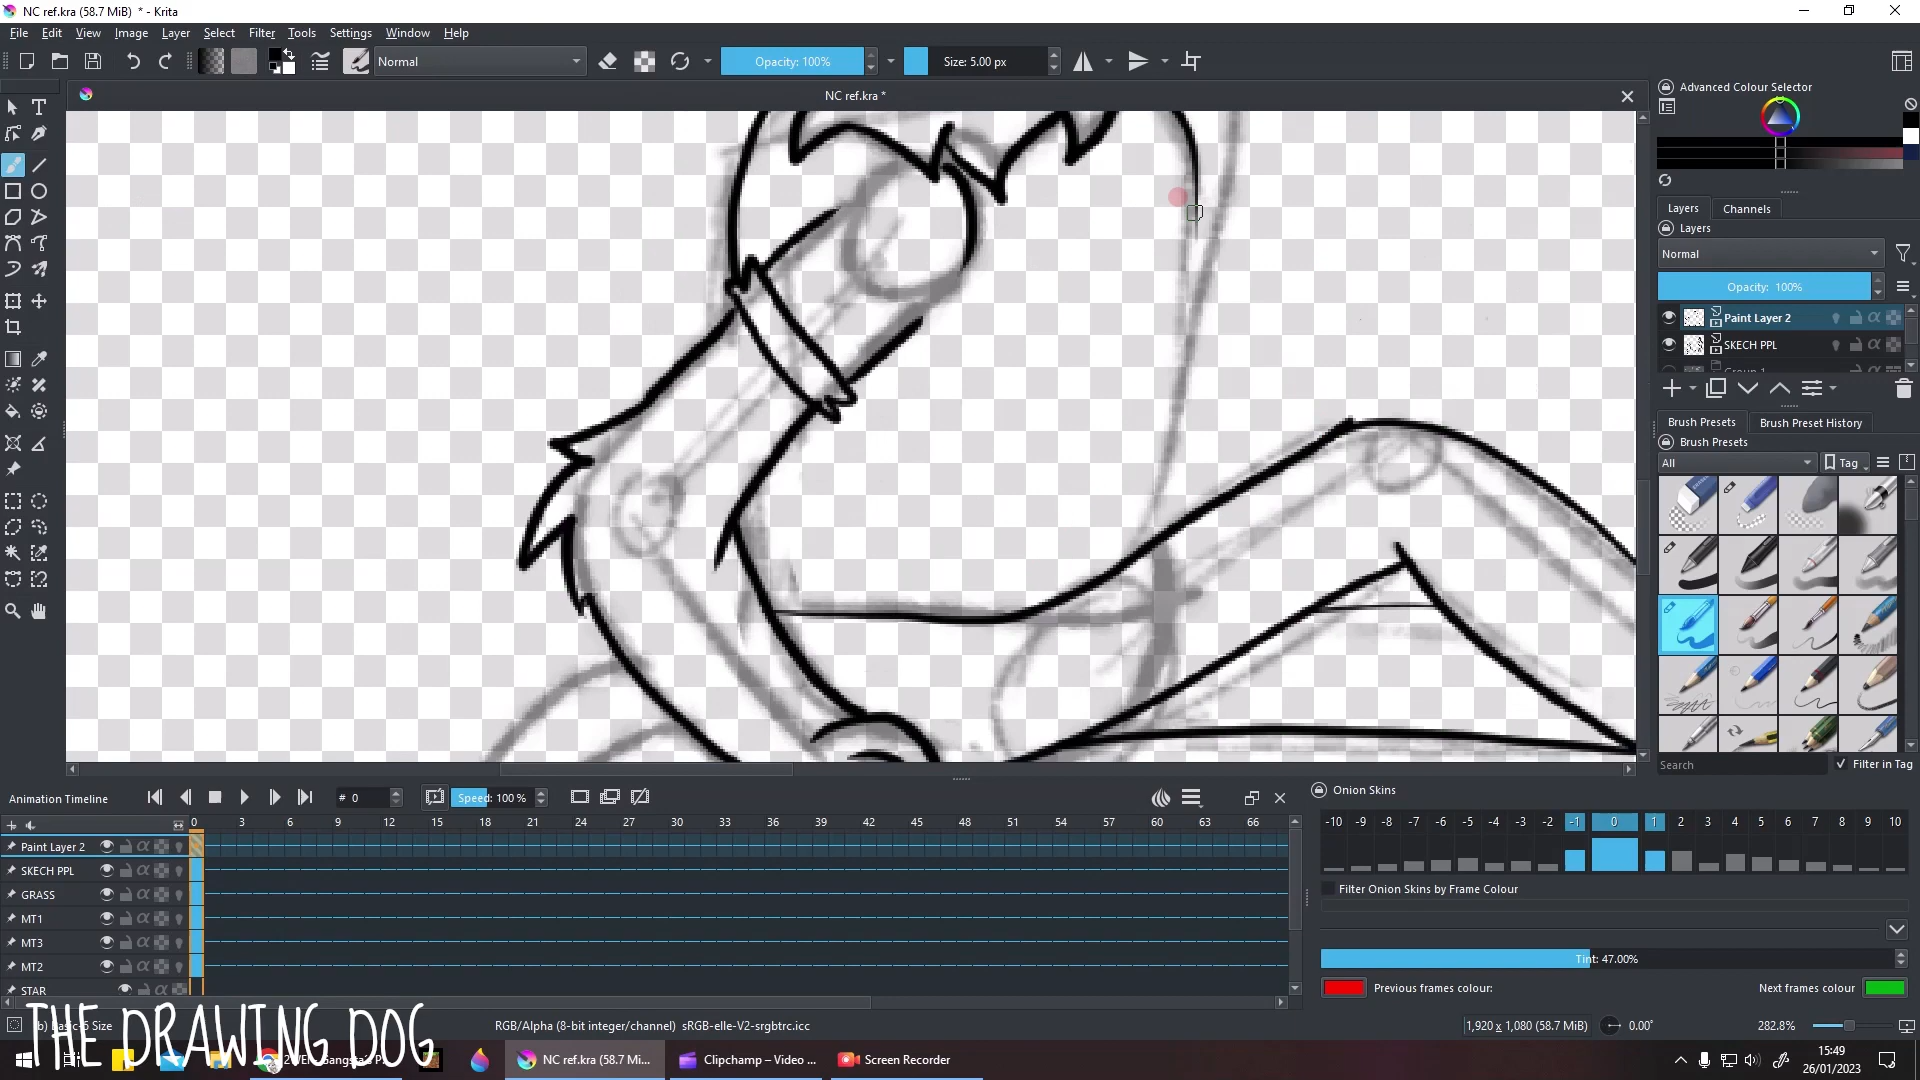 NC ref.kra (58.7 MiB)  * - Krita
File Edit View Image Layer Select Filter Tools Settings Window Help
Normal Opacity: 100% Size: 5.00 px
NC ref.kra *
Advanced Colour Selector
Layers Channels
Layers
Normal
Opacity:  100%
Paint Layer 2
SKECH PPL
Group 1
Brush Presets Brush Preset History
Brush Presets
All Tag
Search Filter in Tag
Animation Timeline # 0 Speed: 100 %
0 3 6 9 12 15 18 21 24 27 30 33 36 39 42 45 48 51 54 57 60 63 66
Paint Layer 2
SKECH PPL
GRASS
MT1
MT3
MT2
STAR
Onion Skins
-10 -9 -8 -7 -6 -5 -4 -3 -2 -1 0 1 2 3 4 5 6 7 8 9 10
Filter Onion Skins by Frame Colour
Tint: 47.00%
Previous frames colour: Next frames colour
THE DRAWING DOG
b) Basic-5 Size RGB/Alpha (8-bit integer/channel)  sRGB-elle-V2-srgbtrc.icc 1,920 x 1,080 (58.7 MiB) 0.00° 282.8%
NC ref.kra (58.7 Mi... Clipchamp – Video ... Screen Recorder
15:49
26/01/2023